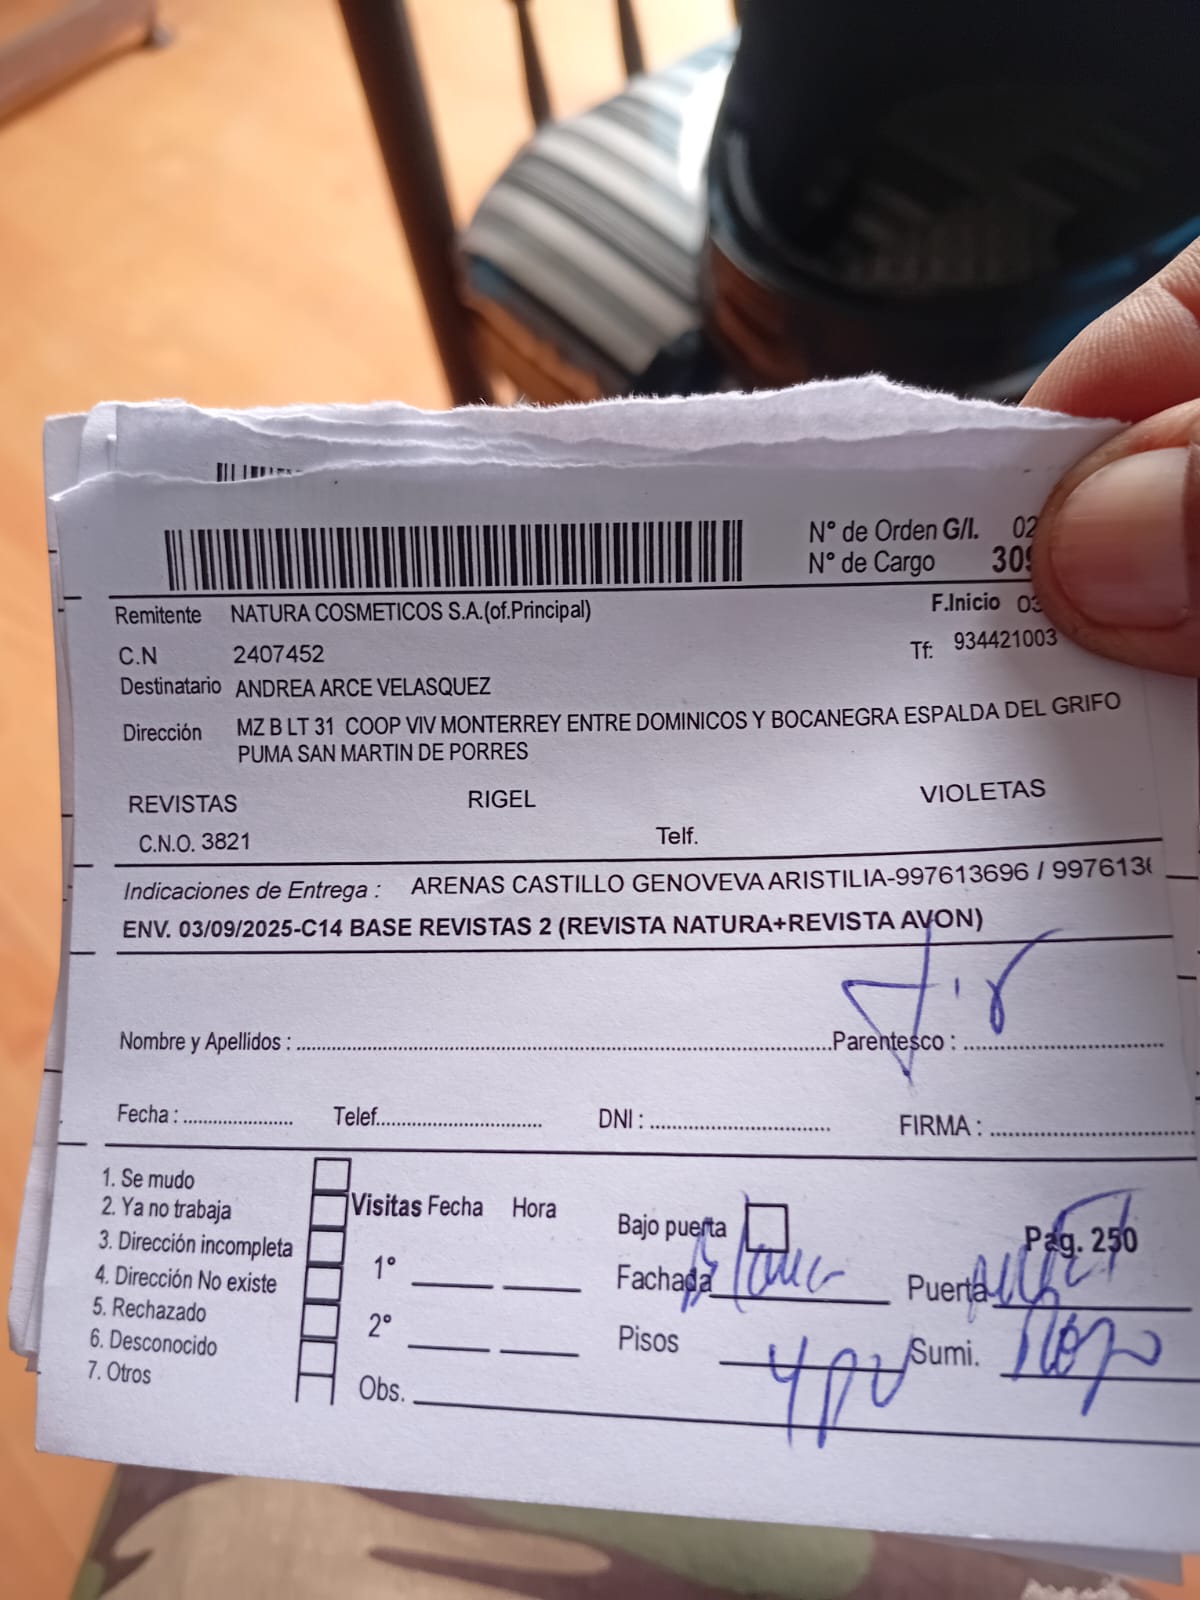 N° de Orden G/I. 02
N° de Cargo 309
Remitente NATURA COSMETICOS S.A.(of.Principal) F.Inicio 03
C.N 2407452 Tf: 934421003
Destinatario ANDREA ARCE VELASQUEZ
Dirección MZ B LT 31 COOP VIV MONTERREY ENTRE DOMINICOS Y BOCANEGRA ESPALDA DEL GRIFO
PUMA SAN MARTIN DE PORRES
REVISTAS RIGEL VIOLETAS
C.N.O. 3821 Telf.
Indicaciones de Entrega : ARENAS CASTILLO GENOVEVA ARISTILIA-997613696 / 9976136
ENV. 03/09/2025-C14 BASE REVISTAS 2 (REVISTA NATURA+REVISTA AVON)
Nombre y Apellidos : Parentesco :
Fecha : Telef. DNI : FIRMA :
1. Se mudo
2. Ya no trabaja
3. Dirección incompleta
4. Dirección No existe
5. Rechazado
6. Desconocido
7. Otros
Visitas Fecha Hora
1°
2°
Obs.
Bajo puerta Pag. 250
Fachada Blanca Puerta
Pisos Sumi.